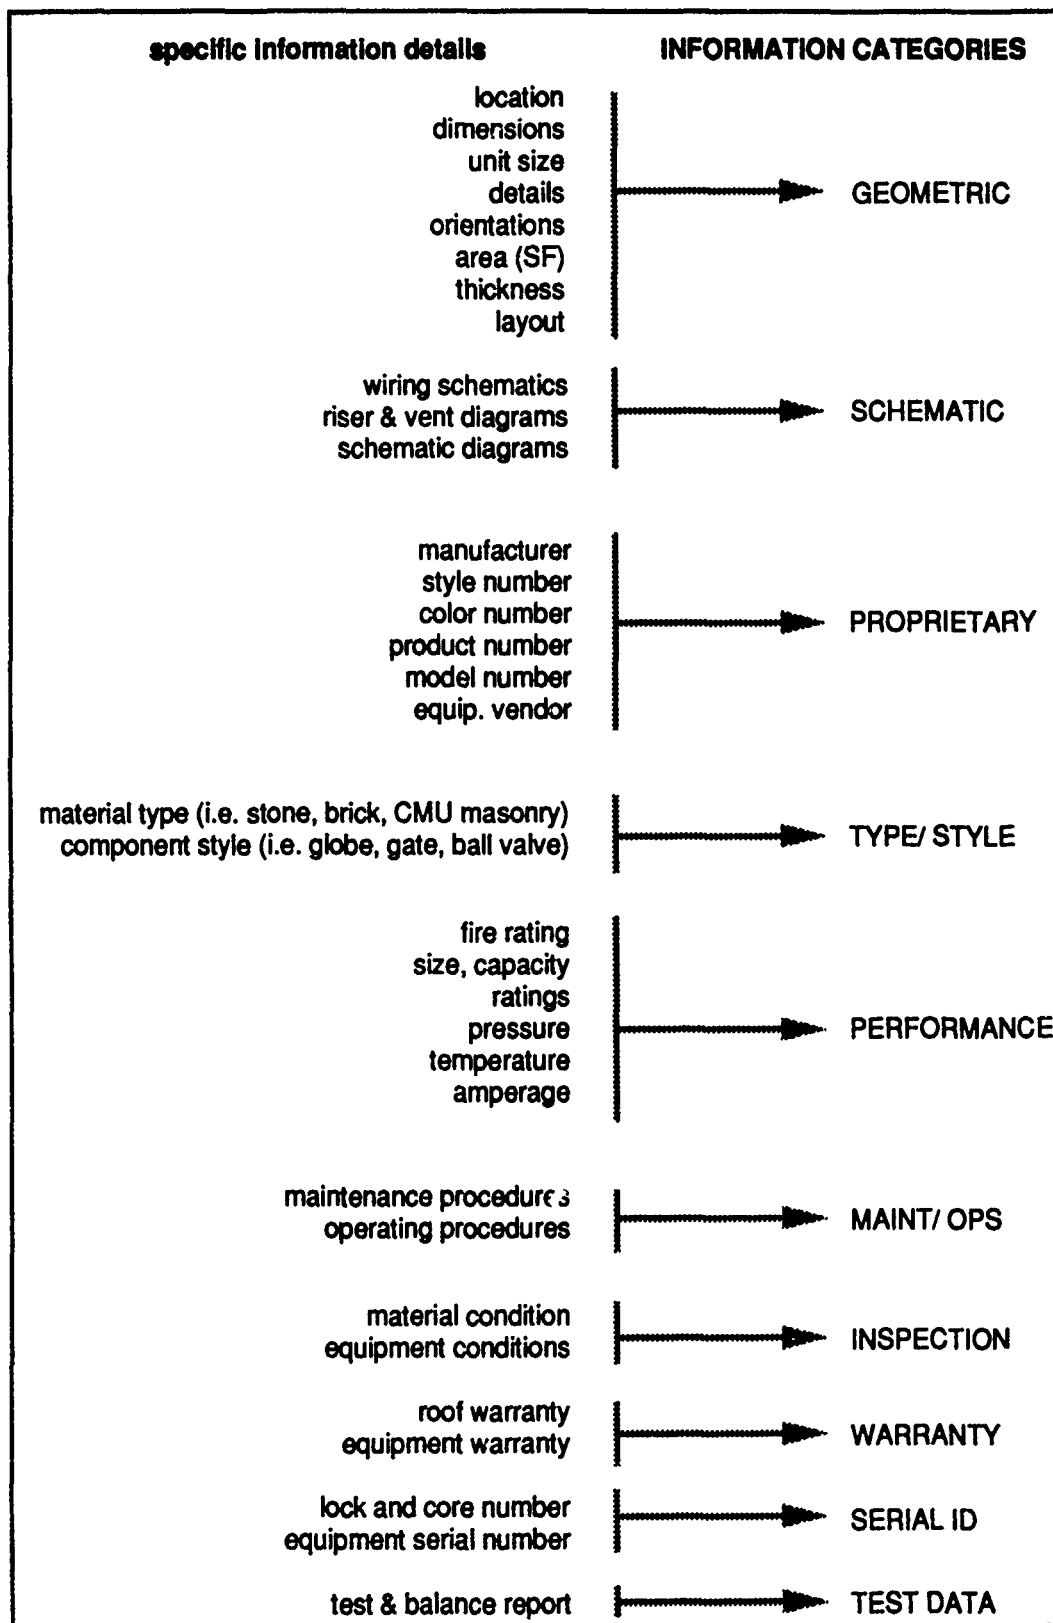 specific information details INFORMATION CATEGORIES
location
dimensions
unit size
details
orientations
area (SF)
thickness
layout
GEOMETRIC
wiring schematics
riser & vent diagrams
schematic diagrams
SCHEMATIC
manufacturer
style number
color number
product number
model number
equip. vendor
PROPRIETARY
material type (i.e. stone, brick, CMU masonry)
component style (i.e. globe, gate, ball valve)
TYPE/ STYLE
fire rating
size, capacity
ratings
pressure
temperature
amperage
PERFORMANCE
maintenance procedures
operating procedures
MAINT/ OPS
material condition
equipment conditions
INSPECTION
roof warranty
equipment warranty
WARRANTY
lock and core number
equipment serial number
SERIAL ID
test & balance report
TEST DATA